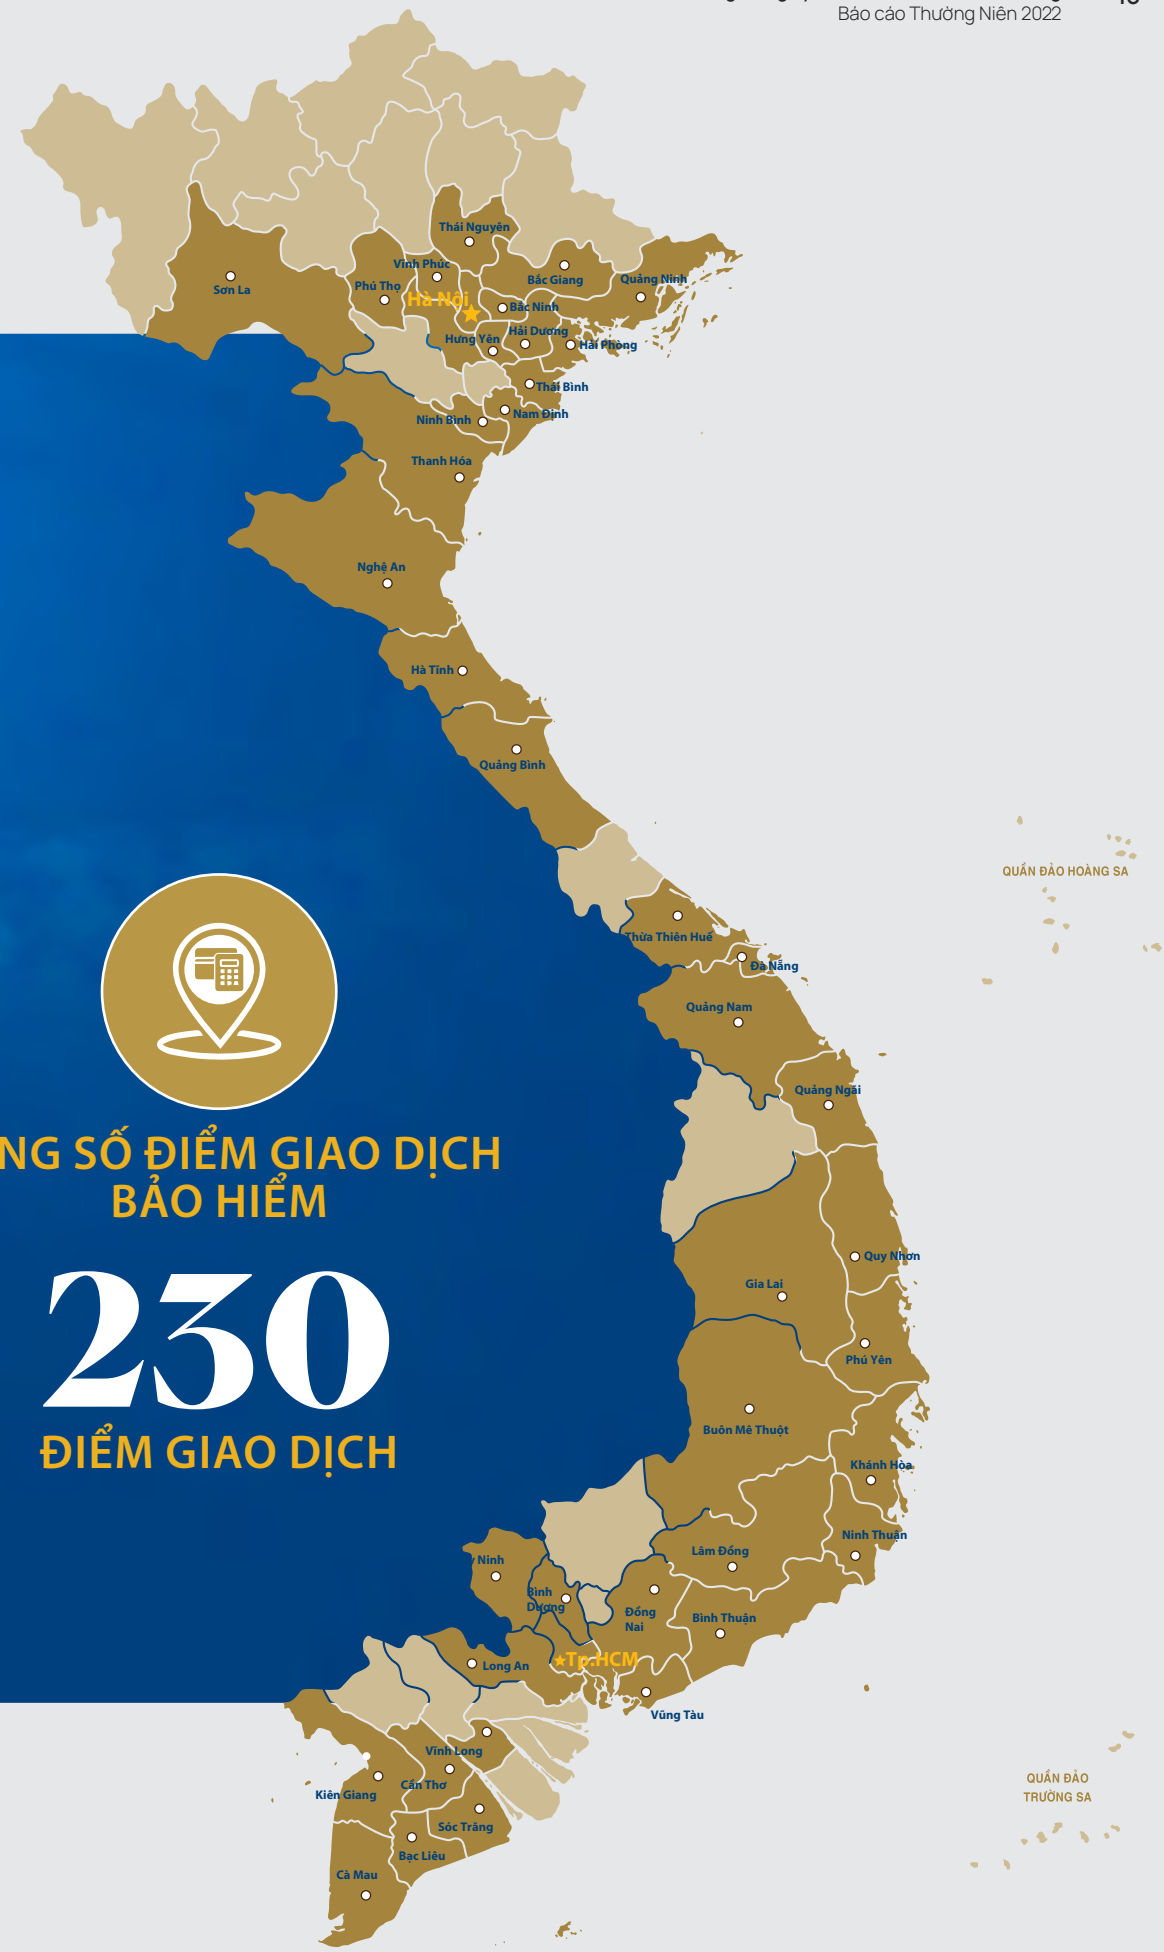 Báo cáo Thường Niên 2022
Thái Nguyên
Vĩnh Phúc
Bắc Giang
Quảng Ninh
Sơn La
Phú Thọ
Hà Nội
Bắc Ninh
Hải Dương
Hưng Yên
Hải Phòng
Thái Bình
Nam Định
Ninh Bình
Thanh Hóa
Nghệ An
Hà Tĩnh
Quảng Bình
QUẦN ĐẢO HOÀNG SA
Thừa Thiên Huế
Đà Nẵng
Quảng Nam
Quảng Ngãi
NG SỐ ĐIỂM GIAO DỊCH
BẢO HIỂM
230
ĐIỂM GIAO DỊCH
Quy Nhơn
Gia Lai
Phú Yên
Buôn Mê Thuột
Khánh Hòa
Ninh Thuận
Lâm Đồng
Ninh
Bình
Dương
Đồng
Nai
Bình Thuận
Tp.HCM
Long An
Vũng Tàu
Vĩnh Long
Cần Thơ
Kiên Giang
Sóc Trăng
Bạc Liêu
Cà Mau
QUẦN ĐẢO
TRƯỜNG SA